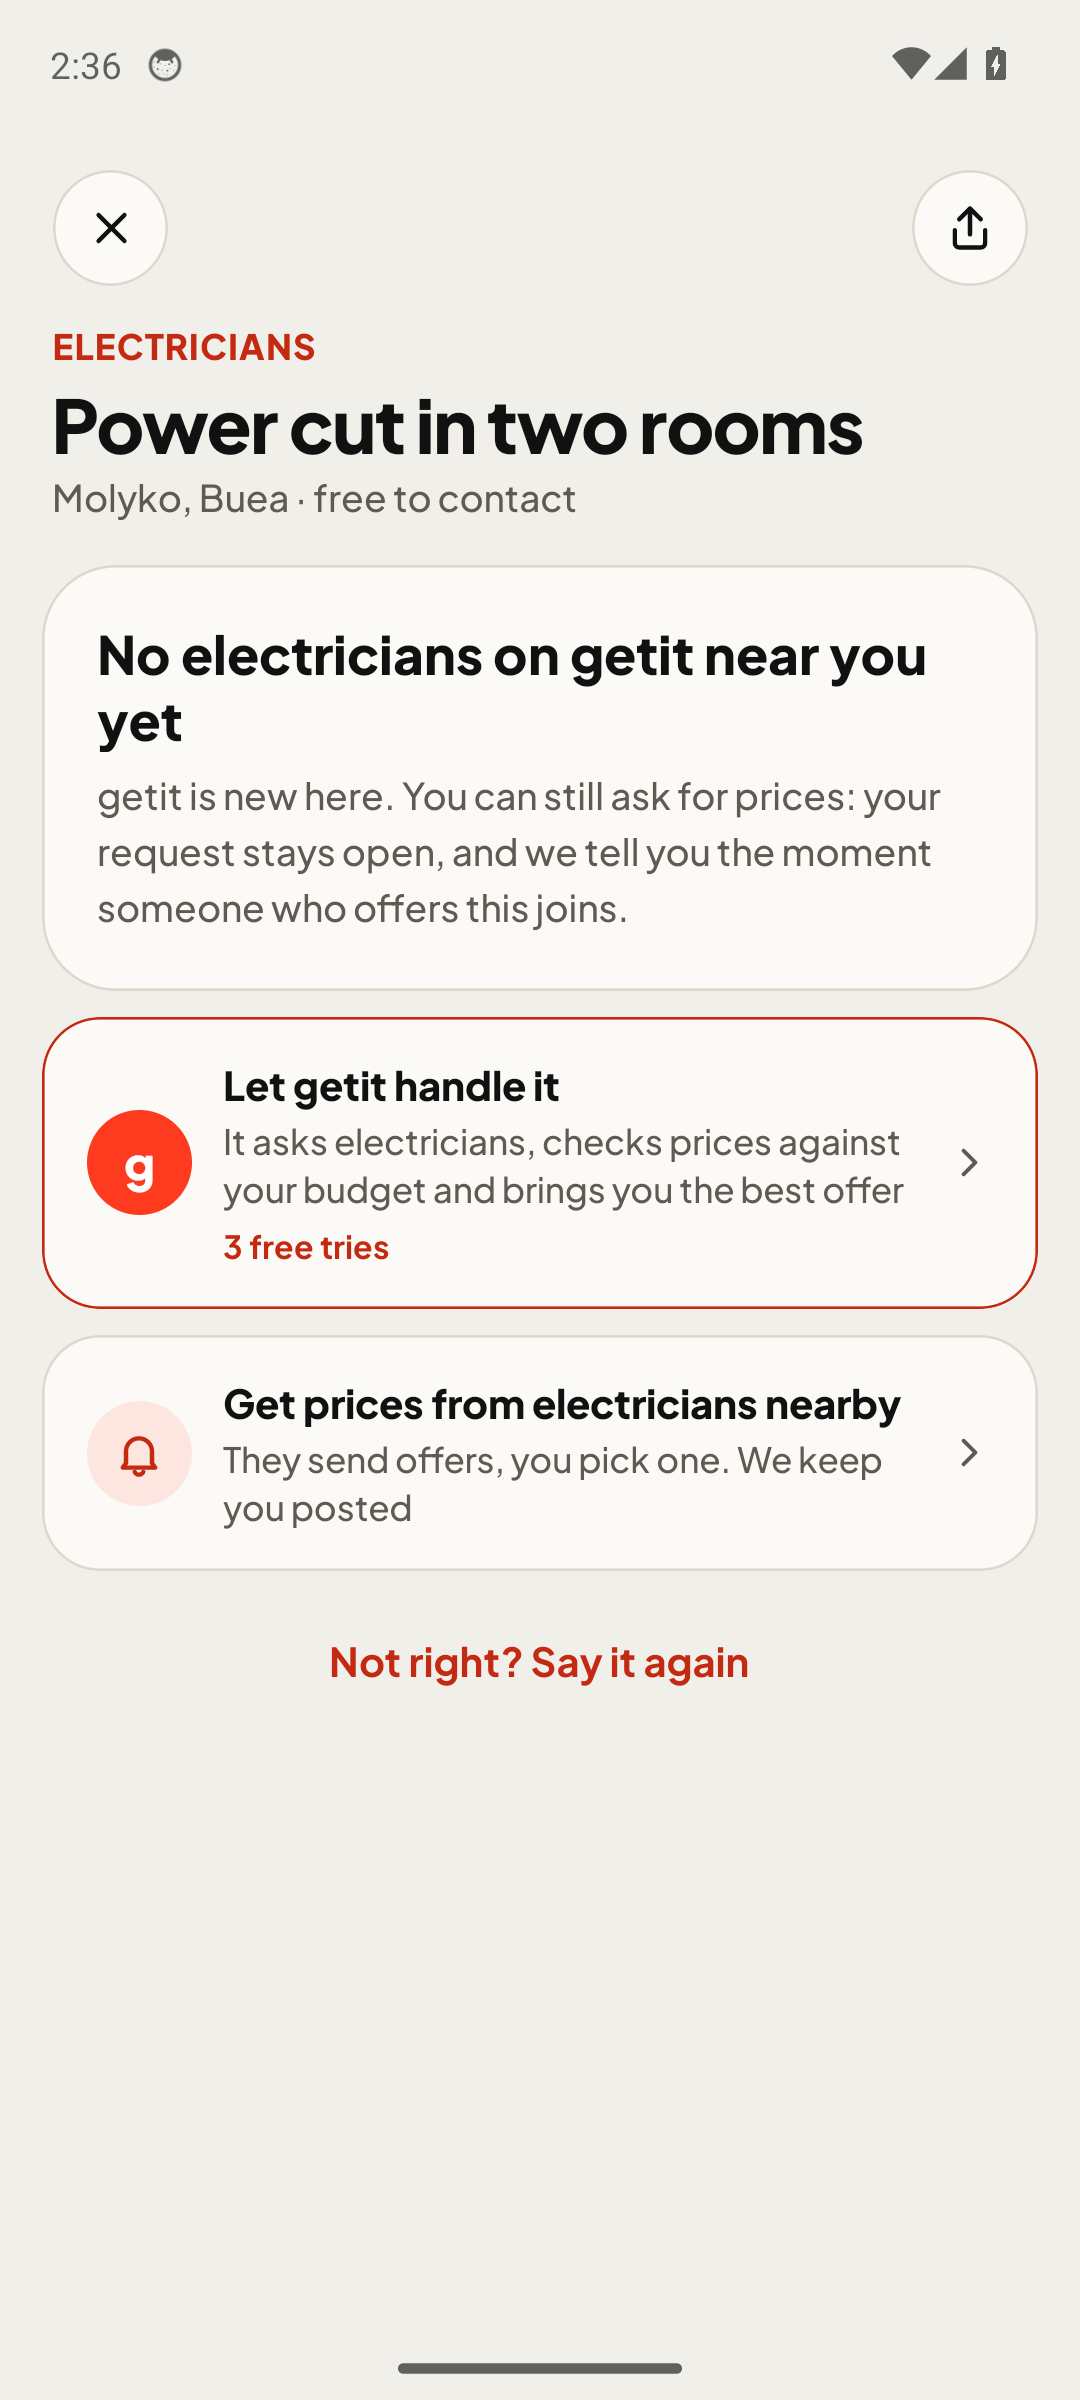 2:36
ELECTRICIANS
Power cut in two rooms
Molyko, Buea · free to contact
No electricians on getit near you
yet
getit is new here. You can still ask for prices: your
request stays open, and we tell you the moment
someone who offers this joins.
Let getit handle it
It asks electricians, checks prices against
your budget and brings you the best offer
3 free tries
g
Get prices from electricians nearby
They send offers, you pick one. We keep
you posted
Not right? Say it again